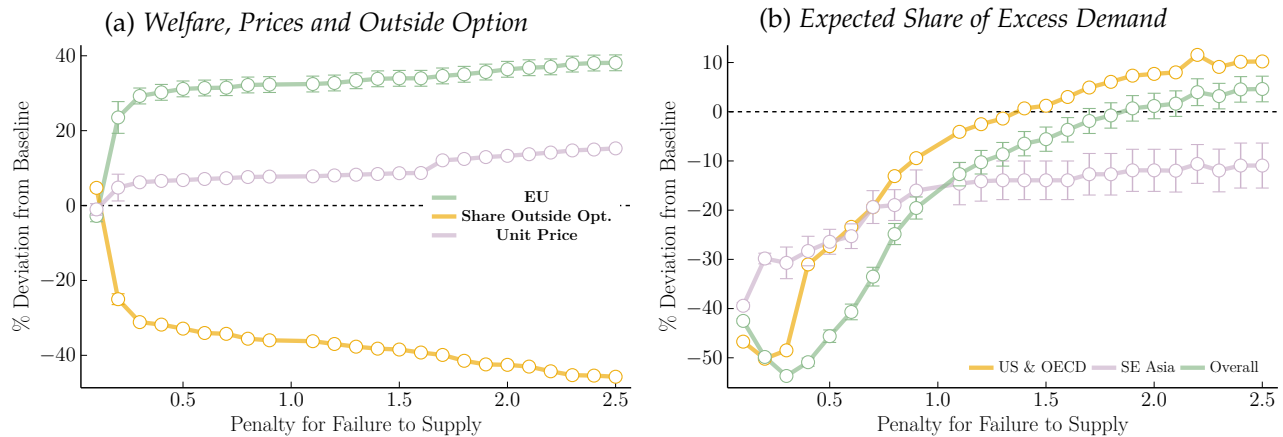 (a) Welfare, Prices and Outside Option
% Deviation from Baseline
40
20
0
−20
−40
EU
Share Outside Opt.
Unit Price
0.5 1.0 1.5 2.0 2.5
Penalty for Failure to Supply
(b) Expected Share of Excess Demand
% Deviation from Baseline
10
0
−10
−20
−30
−40
−50
US & OECD SE Asia Overall
0.5 1.0 1.5 2.0 2.5
Penalty for Failure to Supply